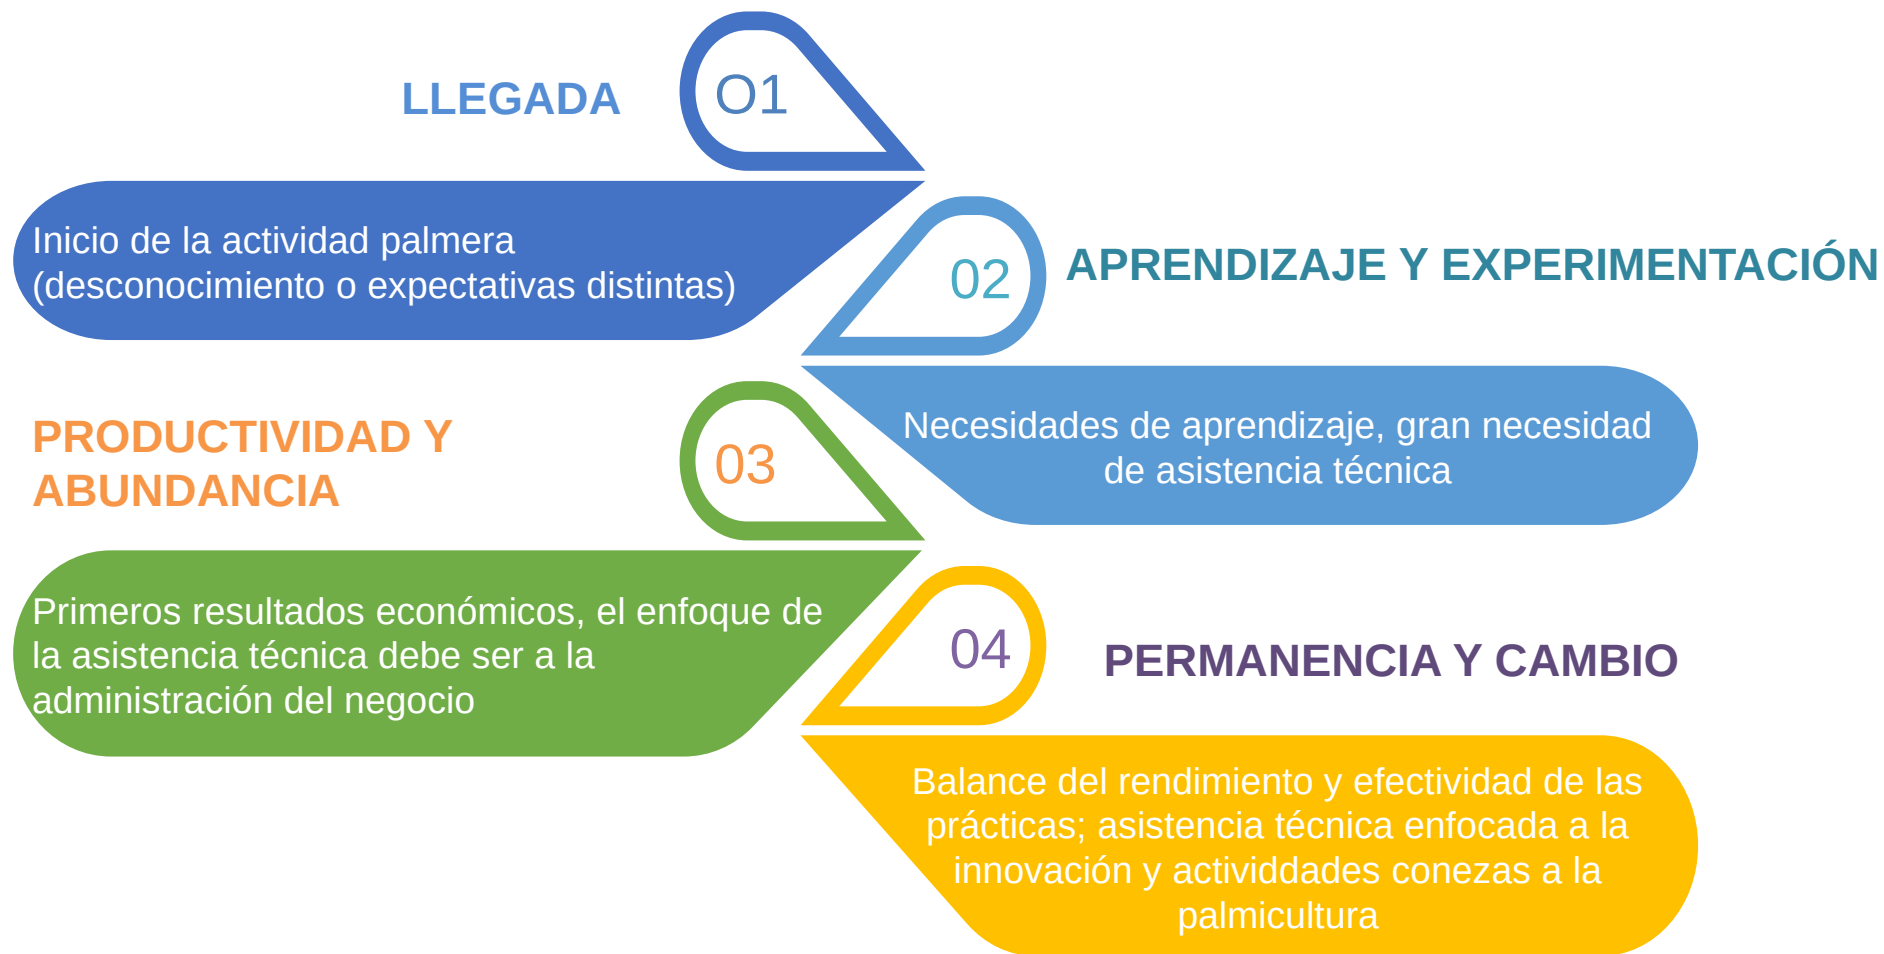 LLEGADA
O1
Inicio de la actividad palmera
(desconocimiento o expectativas distintas)
02
APRENDIZAJE Y EXPERIMENTACIÓN
Necesidades de aprendizaje, gran necesidad
de asistencia técnica
PRODUCTIVIDAD Y
ABUNDANCIA
03
Primeros resultados económicos, el enfoque de
la asistencia técnica debe ser a la
administración del negocio
04
PERMANENCIA Y CAMBIO
Balance del rendimiento y efectividad de las
prácticas; asistencia técnica enfocada a la
innovación y actividdades conezas a la
palmicultura